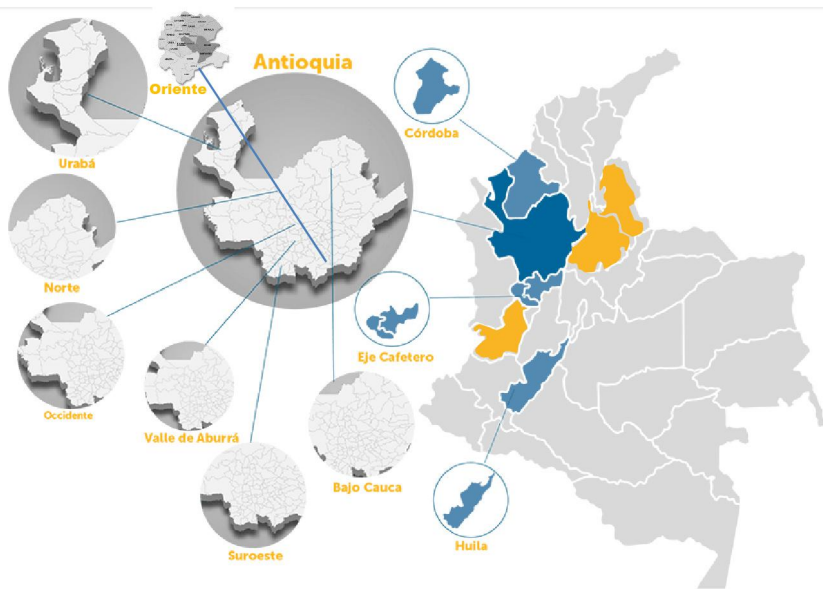 Antioquia
Oriente
Urabá
Córdoba
Norte
Eje Cafetero
Occidente
Valle de Aburrá
Bajo Cauca
Suroeste
Huila